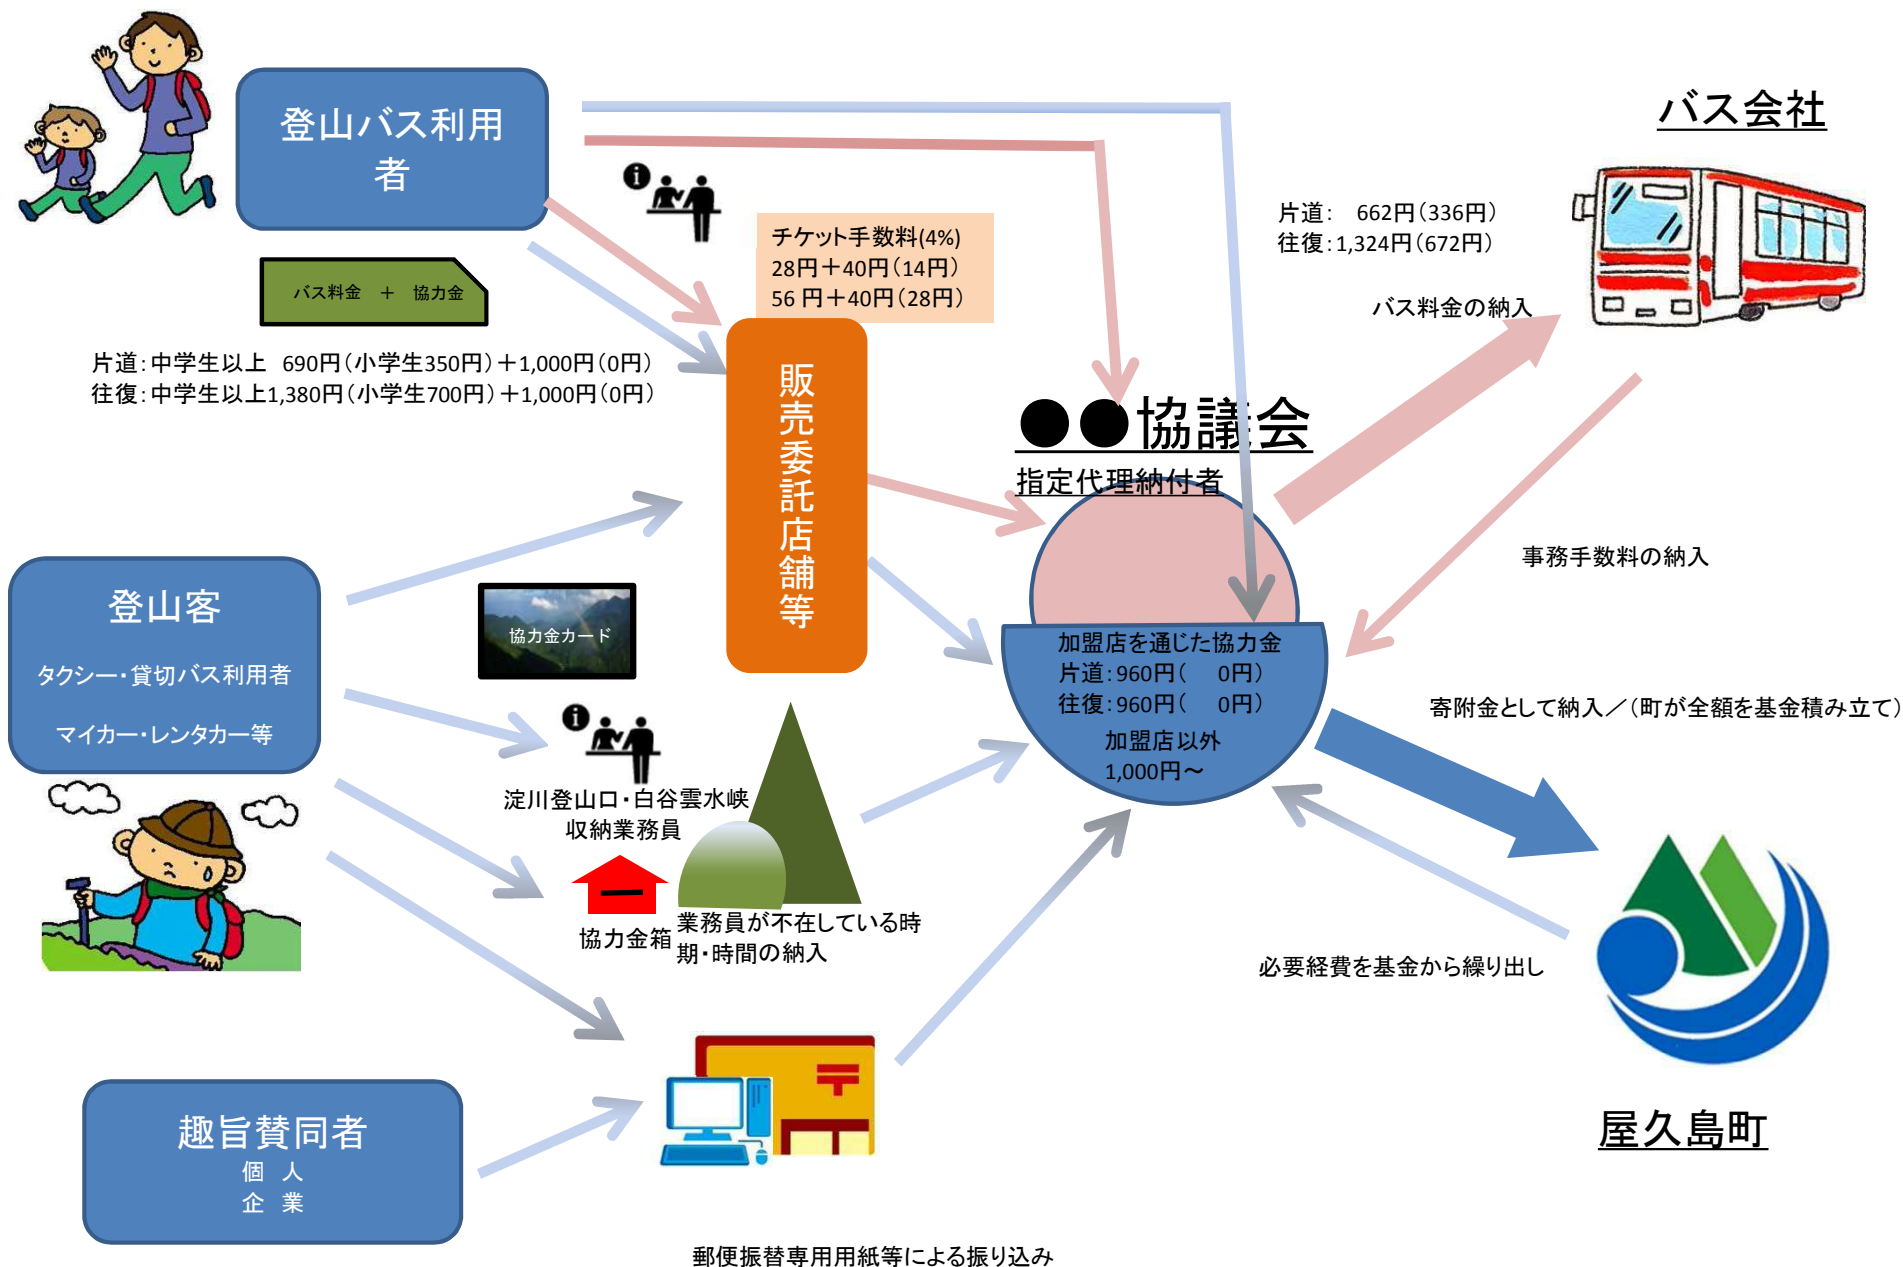 登山バス利用
者
バス料金 ＋ 協力金
片道：中学生以上 690円（小学生350円）＋1,000円（0円）
往復：中学生以上1,380円（小学生700円）＋1,000円（0円）
チケット手数料(4%)
28円＋40円（14円）
56 円＋40円（28円）
販売委託店舗等
バス会社
片道： 662円（336円）
往復：1,324円（672円）
バス料金の納入
●●協議会
指定代理納付者
事務手数料の納入
加盟店を通じた協力金
片道：960円（ 0円）
往復：960円（ 0円）
加盟店以外
1,000円～
登山客
タクシー・貸切バス利用者
マイカー・レンタカー等
協力金カード
淀川登山口・白谷雲水峡
収納業務員
協力金箱
業務員が不在している時
期・時間の納入
寄附金として納入／（町が全額を基金積み立て）
必要経費を基金から繰り出し
屋久島町
趣旨賛同者
個 人
企 業
郵便振替専用用紙等による振り込み